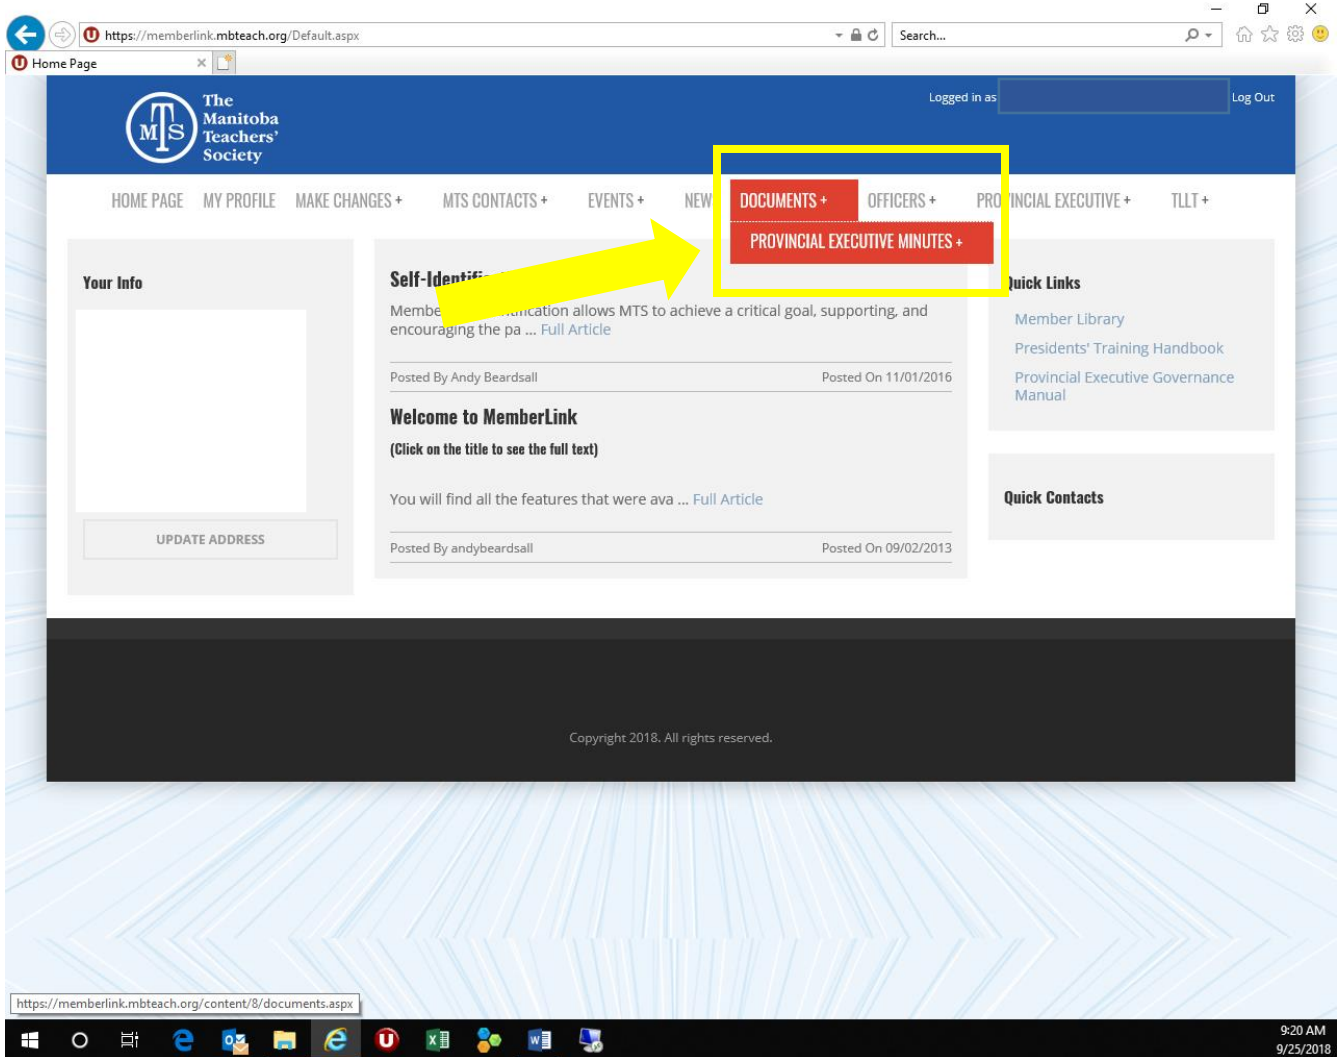 https://memberlink.mbteach.org/Default.aspx
Search...
Home Page
The
Manitoba
Teachers'
Society
MTS
Logged in as
Log Out
HOME PAGE MY PROFILE MAKE CHANGES + MTS CONTACTS + EVENTS + NEW DOCUMENTS + OFFICERS + PROVINCIAL EXECUTIVE + TLLT +
PROVINCIAL EXECUTIVE MINUTES +
Your Info
UPDATE ADDRESS
allows MTS to achieve a critical goal, supporting, and
encouraging the pa ... Full Article
Posted By Andy Beardsall Posted On 11/01/2016
Welcome to MemberLink
(Click on the title to see the full text)
You will find all the features that were ava ... Full Article
Posted By andybeardsall Posted On 09/02/2013
Quick Links
Member Library
Presidents' Training Handbook
Provincial Executive Governance
Manual
Quick Contacts
Copyright 2018. All rights reserved.
https://memberlink.mbteach.org/content/8/documents.aspx
9:20 AM
9/25/2018